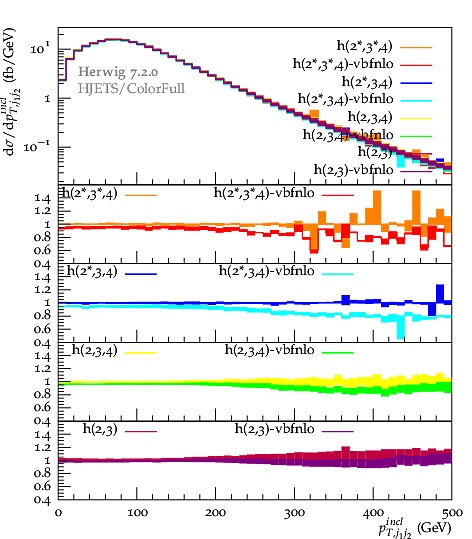 dσ/dp^{incl}_{T,j1j2} (fb/GeV)
10^1
1
10^{-1}
Herwig 7.2.0
HJETS/ColorFull
h(2*,3*,4)
h(2*,3*,4)-vbfnlo
h(2*,3,4)
h(2*,3,4)-vbfnlo
h(2,3,4)
h(2,3,4)-vbfnlo
h(2,3)
h(2,3)-vbfnlo
h(2*,3*,4) h(2*,3*,4)-vbfnlo
1.4
1.2
1
0.8
0.6
0.4
h(2*,3,4) h(2*,3,4)-vbfnlo
1.4
1.2
1
0.8
0.6
0.4
h(2,3,4) h(2,3,4)-vbfnlo
1.4
1.2
1
0.8
0.6
0.4
h(2,3) h(2,3)-vbfnlo
1.4
1.2
1
0.8
0.6
0.4
0 100 200 300 400 500
p^{incl}_{T,j1j2} (GeV)